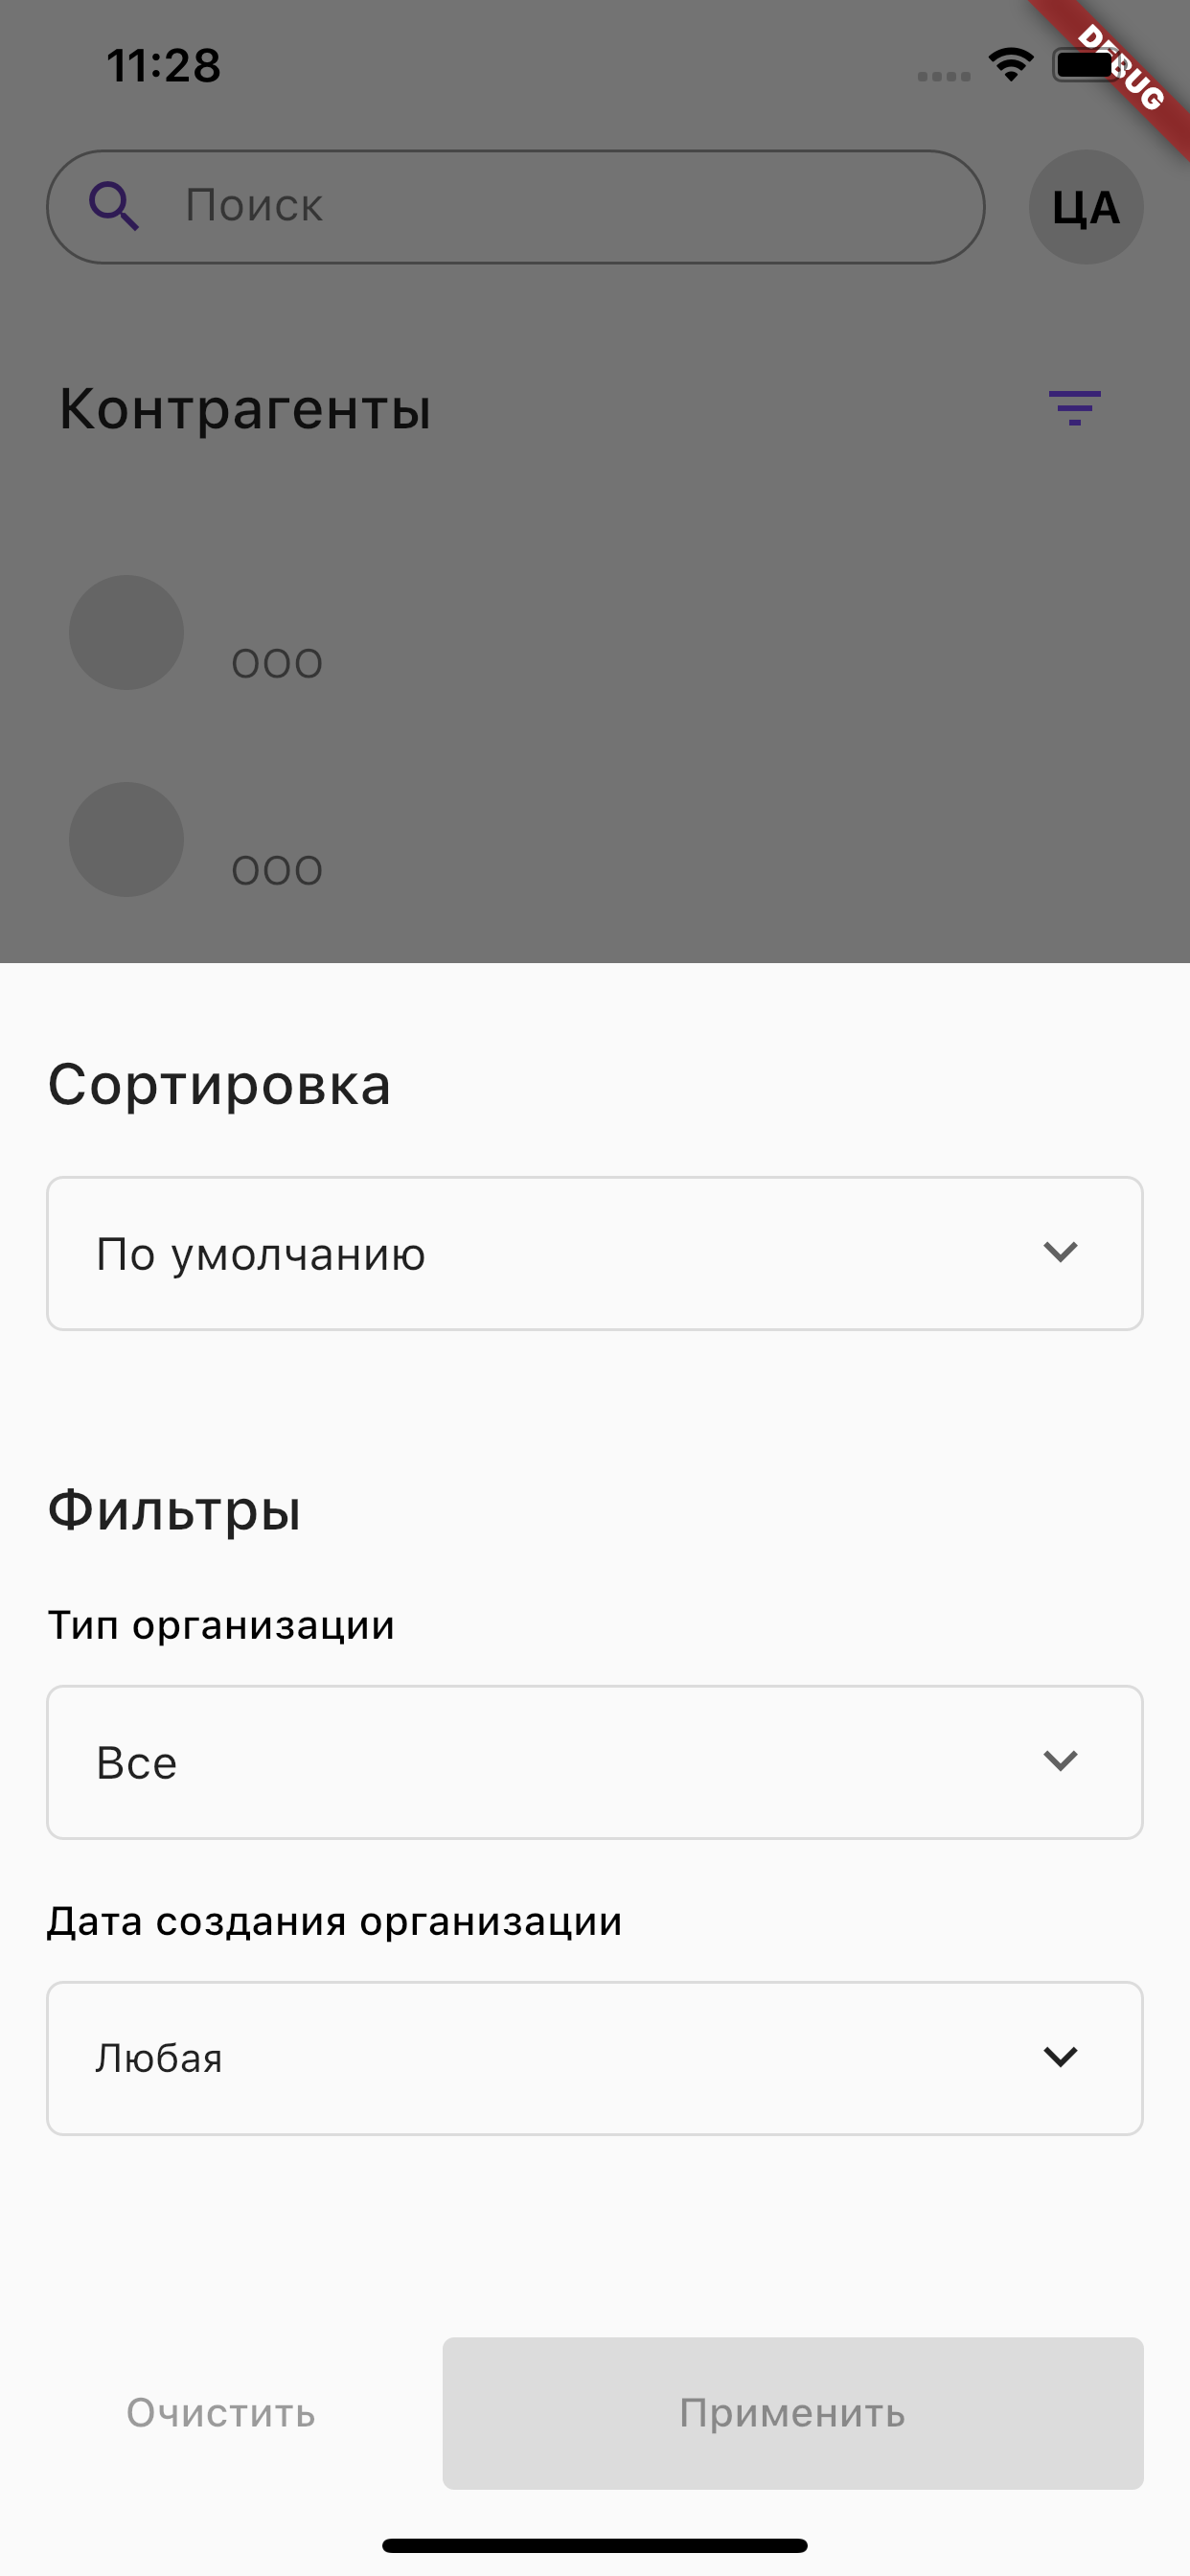 11:28
DEBUG
Поиск
ЦА
Контрагенты
ООО
ООО
Сортировка
По умолчанию
Фильтры
Тип организации
Все
Дата создания организации
Любая
Очистить
Применить